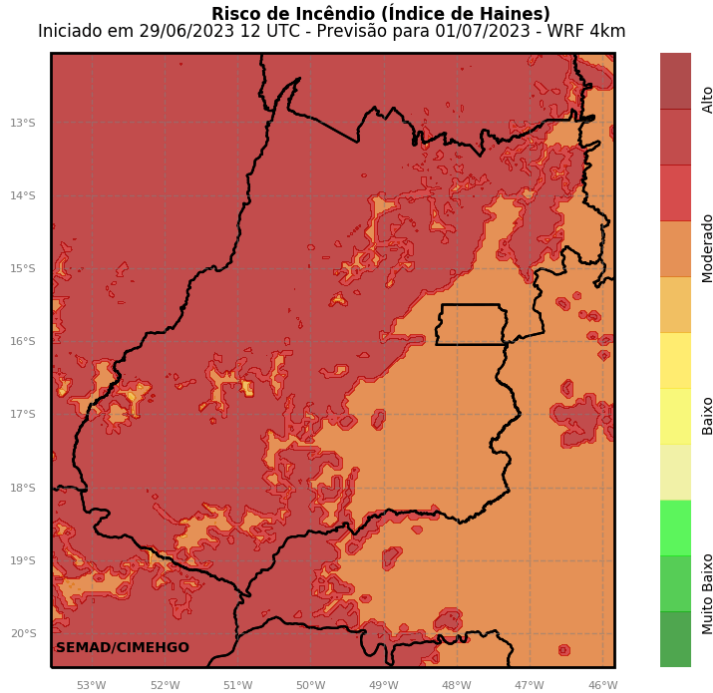 Risco de Incêndio (Índice de Haines)
Iniciado em 29/06/2023 12 UTC - Previsão para 01/07/2023 - WRF 4km
13°S
14°S
15°S
16°S
17°S
18°S
19°S
20°S
53°W 52°W 51°W 50°W 49°W 48°W 47°W 46°W
SEMAD/CIMEHGO
Alto
Moderado
Baixo
Muito Baixo